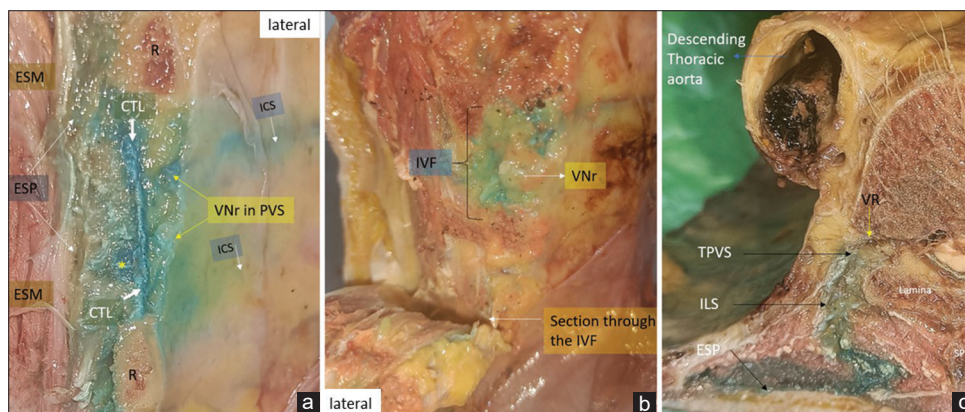 lateral
R
ESM
CTL
ICS
ESP
VNr in PVS
ICS
*
ESM
CTL
R
a
IVF
VNr
Section through
the IVF
lateral
b
Descending
Thoracic
aorta
VR
TPVS
Lamina
ILS
ESP
SP
c